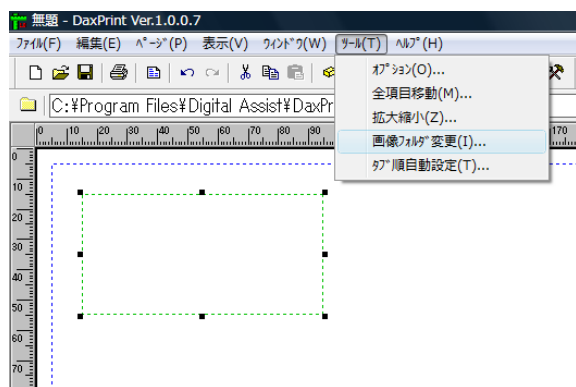 無題 - DaxPrint Ver.1.0.0.7
ﾌｧｲﾙ(F) 編集(E) ﾍﾟｰｼﾞ(P) 表示(V) ｳｨﾝﾄﾞｳ(W) ﾂｰﾙ(T) ﾍﾙﾌﾟ(H)
ｵﾌﾟｼｮﾝ(O)...
全項目移動(M)...
拡大縮小(Z)...
画像ﾌｫﾙﾀﾞ変更(I)...
ﾀﾌﾞ順自動設定(T)...
C:¥Program Files¥Digital Assist¥DaxPr
0 10 20 30 40 50 60 70 80 90 170
0
10
20
30
40
50
60
70